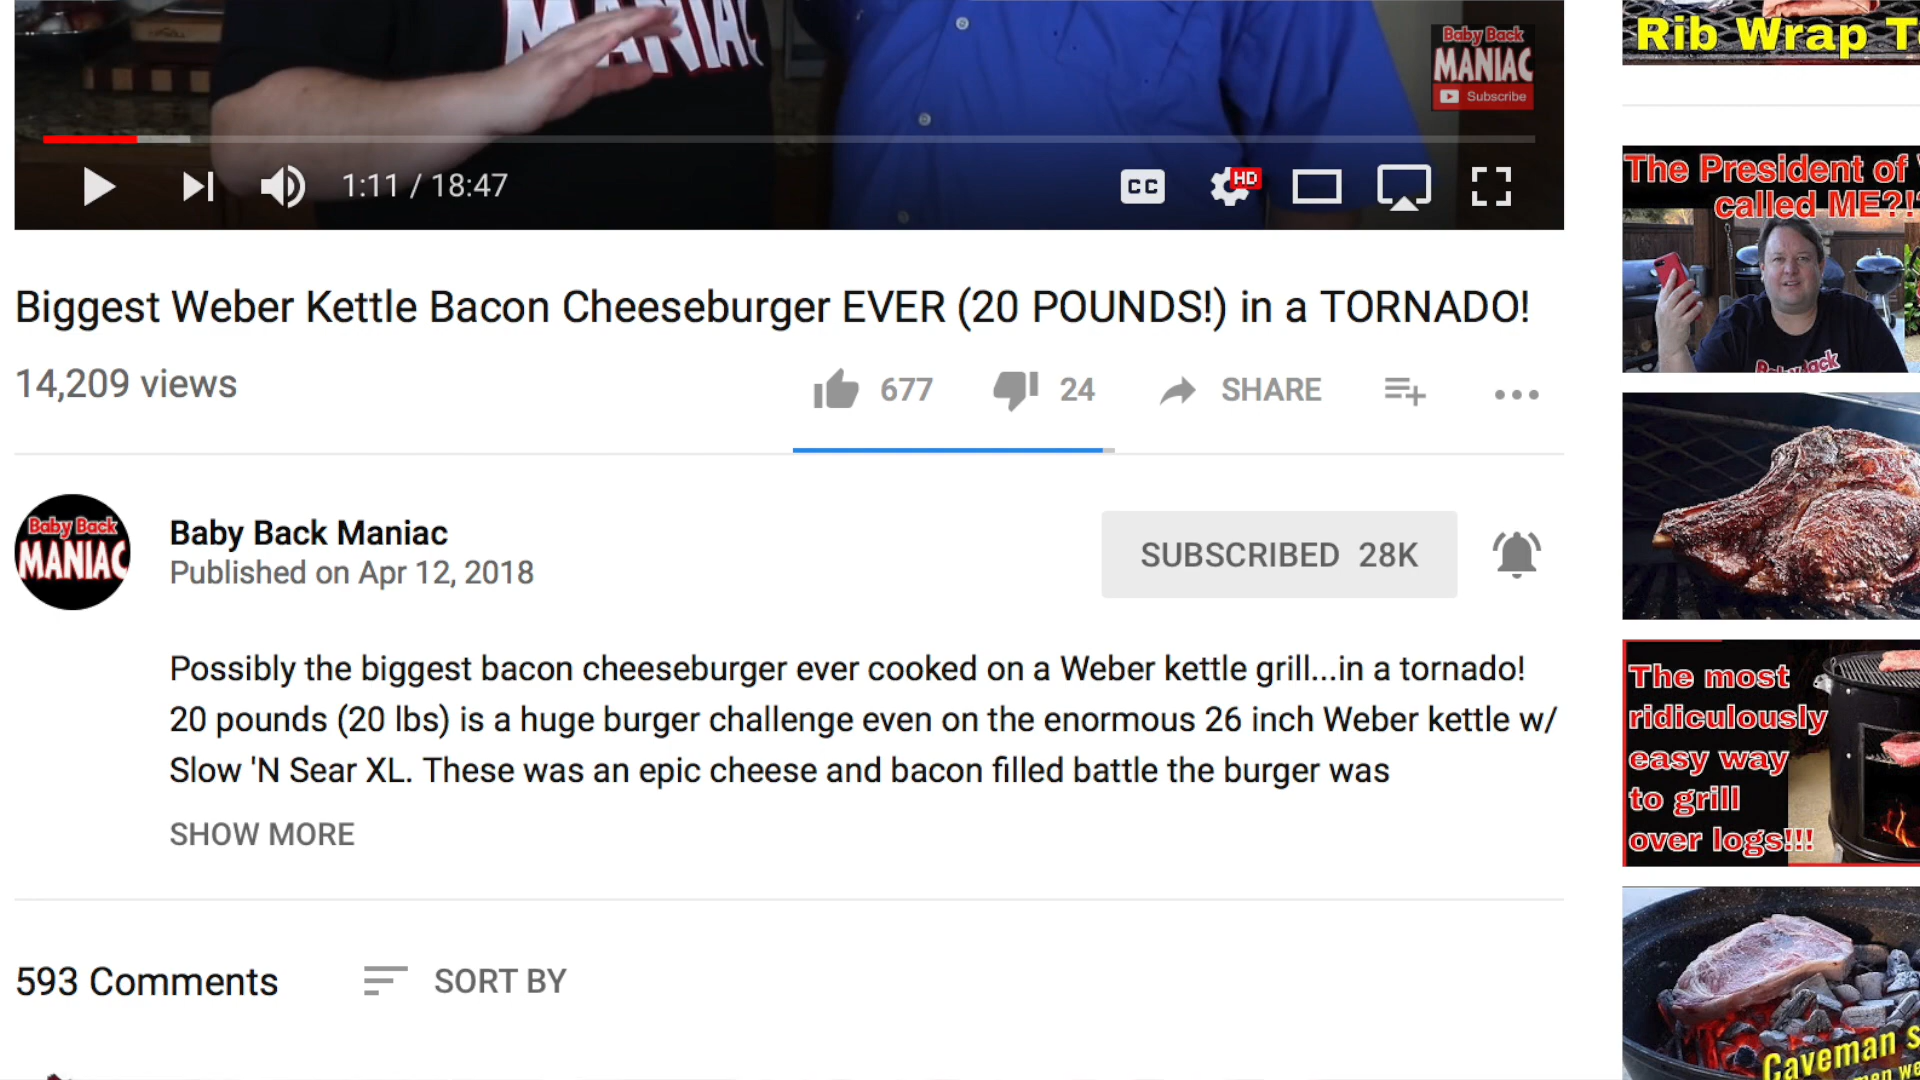 MANIAC
Baby Back
MANIAC
Subscribe
1:11 / 18:47
CC
HD
Biggest Weber Kettle Bacon Cheeseburger EVER (20 POUNDS!) in a TORNADO!
14,209 views
677
24
SHARE
Baby Back
MANIAC
Baby Back Maniac
Published on Apr 12, 2018
SUBSCRIBED 28K
Possibly the biggest bacon cheeseburger ever cooked on a Weber kettle grill...in a tornado!
20 pounds (20 lbs) is a huge burger challenge even on the enormous 26 inch Weber kettle w/
Slow 'N Sear XL. These was an epic cheese and bacon filled battle the burger was
SHOW MORE
593 Comments
SORT BY
Rib Wrap
The President of
called ME?!
Baby Back
The most
ridiculously
easy way
to grill
over logs!!!
Caveman